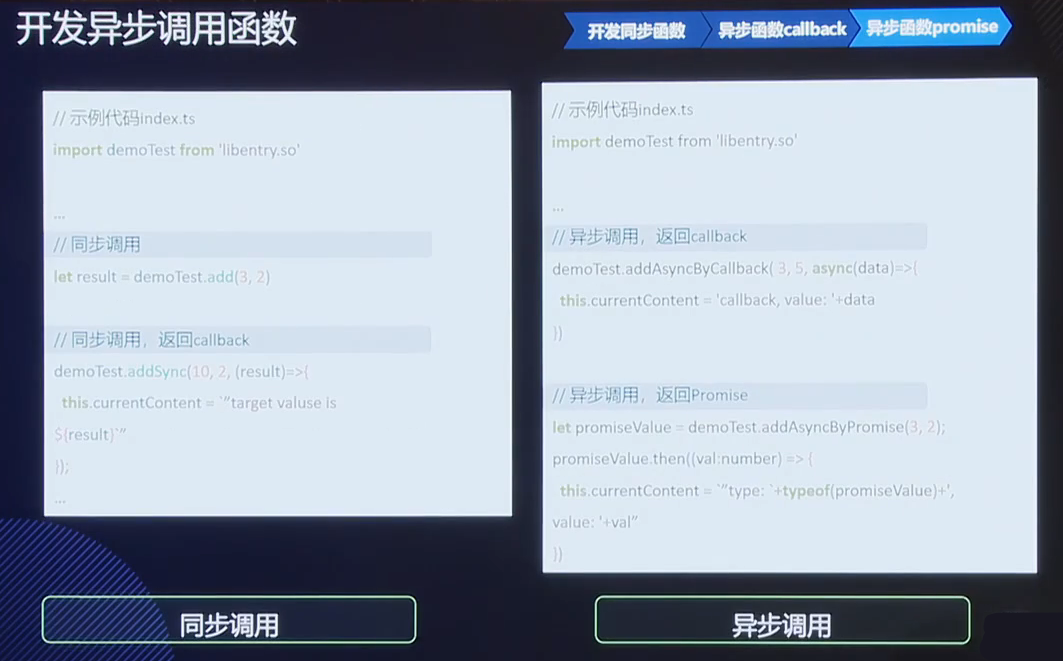 开发异步调用函数
开发同步函数
异步函数callback
异步函数promise
// 示例代码index.ts
import demoTest from 'libentry.so'
...
// 同步调用
let result = demoTest.add(3, 2)
// 同步调用，返回callback
demoTest.addSync(10, 2, (result)=>{
this.currentContent = `”target valuse is
${result}`”
});
...
同步调用
// 示例代码index.ts
import demoTest from 'libentry.so'
...
// 异步调用，返回callback
demoTest.addAsyncByCallback( 3, 5, async(data)=>{
this.currentContent = 'callback, value: '+data
})
// 异步调用，返回Promise
let promiseValue = demoTest.addAsyncByPromise(3, 2);
promiseValue.then((val:number) => {
this.currentContent = `”type: `+typeof(promiseValue)+',
value: '+val”
})
异步调用